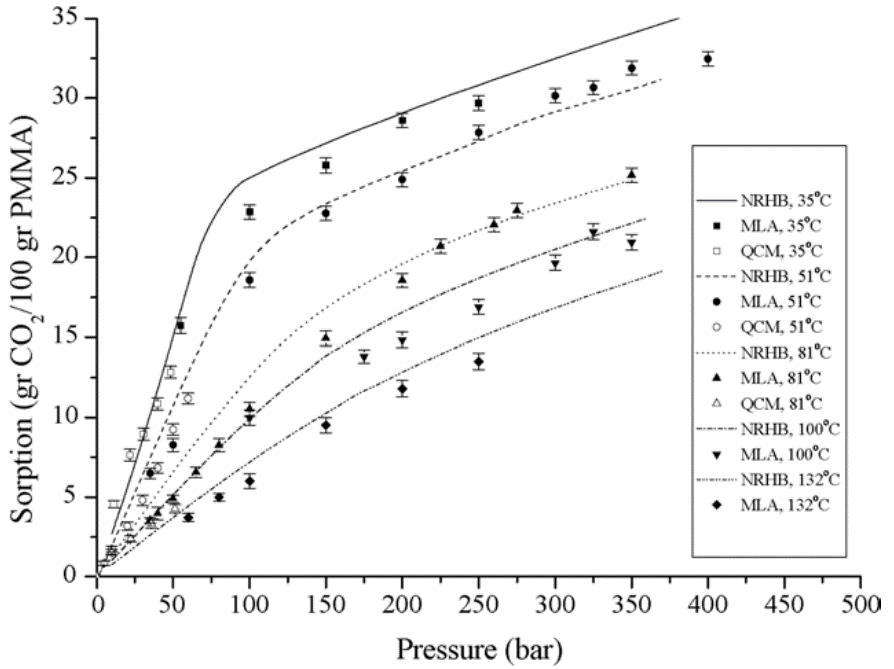 35
30
25
20
15
10
5
0
Sorption (gr CO2/100 gr PMMA)
0 50 100 150 200 250 300 350 400 450 500
Pressure (bar)
NRHB, 35°C
MLA, 35°C
QCM, 35°C
NRHB, 51°C
MLA, 51°C
QCM, 51°C
NRHB, 81°C
MLA, 81°C
QCM, 81°C
NRHB, 100°C
MLA, 100°C
NRHB, 132°C
MLA, 132°C